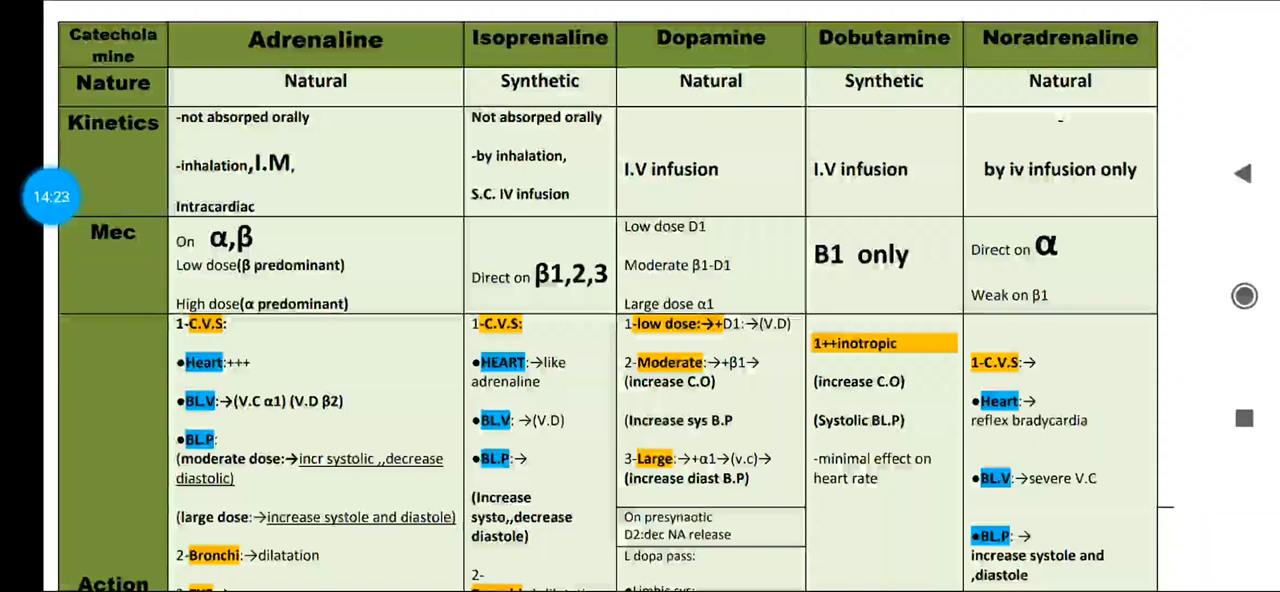 Catechola
mine
Adrenaline
Isoprenaline
Dopamine
Dobutamine
Noradrenaline
Nature
Natural
Synthetic
Natural
Synthetic
Natural
Kinetics
-not absorped orally
-inhalation,I.M,
Intracardiac
Not absorped orally
-by inhalation,
S.C. IV infusion
I.V infusion
I.V infusion
-
by iv infusion only
14:23
Mec
On α,β
Low dose(β predominant)
High dose(α predominant)
Direct on β1,2,3
Low dose D1
Moderate β1-D1
Large dose α1
B1 only
Direct on α
Weak on β1
Action
1-C.V.S:
●Heart:+++
●BL.V:→(V.C α1) (V.D β2)
●BL.P:
(moderate dose:→incr systolic ,,decrease
diastolic)
(large dose:→increase systole and diastole)
2-Bronchi:→dilatation
1-C.V.S:
●HEART:→like
adrenaline
●BL.V: →(V.D)
●BL.P:→
(Increase
systo,,decrease
diastole)
2-
1-low dose:→+D1:→(V.D)
2-Moderate:→+β1→
(increase C.O)
(Increase sys B.P
3-Large:→+α1→(v.c)→
(increase diast B.P)
On presynaotic
D2:dec NA release
L dopa pass:
●Limbic sys:
1++inotropic
(increase C.O)
(Systolic BL.P)
-minimal effect on
heart rate
1-C.V.S:→
●Heart:→
reflex bradycardia
●BL.V:→severe V.C
●BL.P: →
increase systole and
,diastole